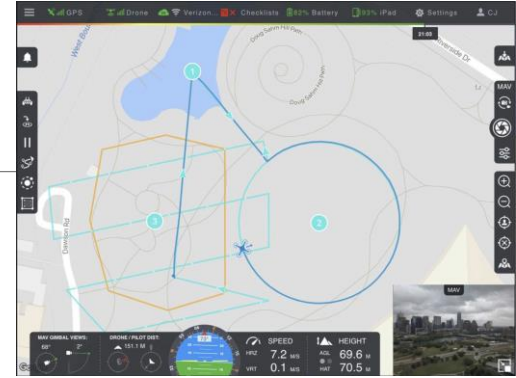 GPS Drone Verizon... Checklists 82% Battery 93% iPad Settings CJ
21:05
Riverside Dr
West Bou
Doug Sahm Hill Path
Doug Sahm Hill Path
1
2
3
Dawson Rd
MAV
MAV
MAV GIMBAL VIEWS:
DRONE / PILOT DIST:
151.1 M
SPEED
HRZ 7.2 M/S
VRT 0.1 M/S
HEIGHT
AGL 69.6 M
HAT 70.5 M